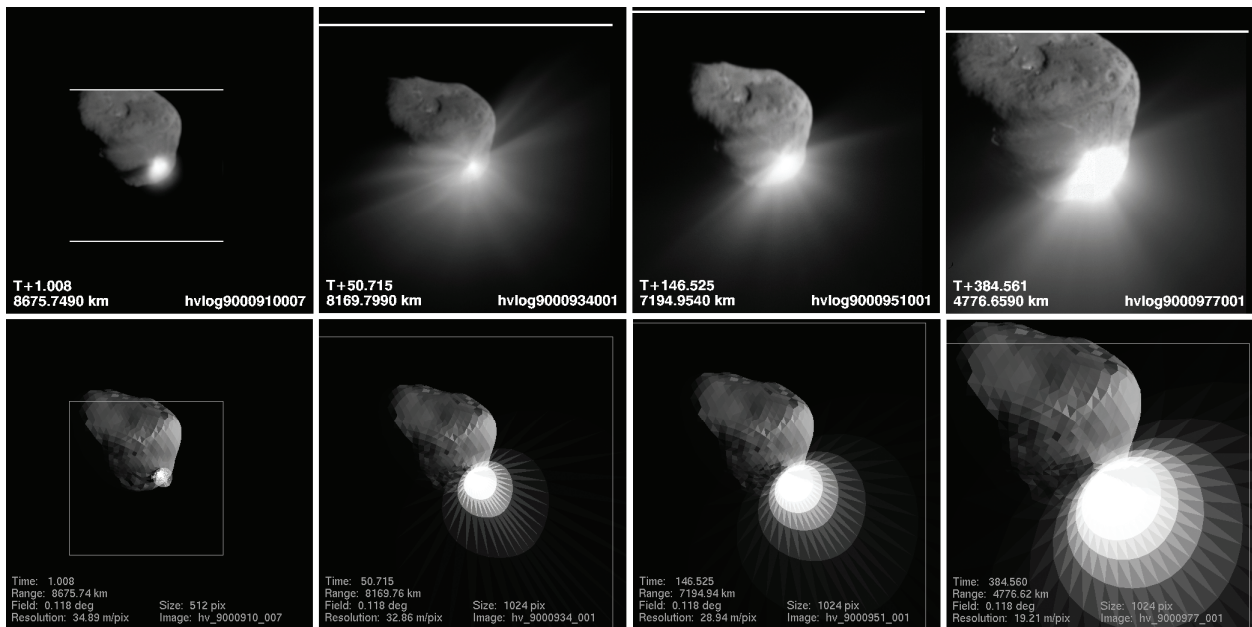 T+1.008
8675.7490 km hvlog9000910007
T+50.715
8169.7990 km hvlog9000934001
T+146.525
7194.9540 km hvlog9000951001
T+384.561
4776.6590 km hvlog9000977001
Time: 1.008
Range: 8675.74 km
Field: 0.118 deg Size: 512 pix
Resolution: 34.89 m/pix Image: hv_9000910_007
Time: 50.715
Range: 8169.76 km
Field: 0.118 deg Size: 1024 pix
Resolution: 32.86 m/pix Image: hv_9000934_001
Time: 146.525
Range: 7194.94 km
Field: 0.118 deg Size: 1024 pix
Resolution: 28.94 m/pix Image: hv_9000951_001
Time: 384.560
Range: 4776.62 km
Field: 0.118 deg Size: 1024 pix
Resolution: 19.21 m/pix Image: hv_9000977_001